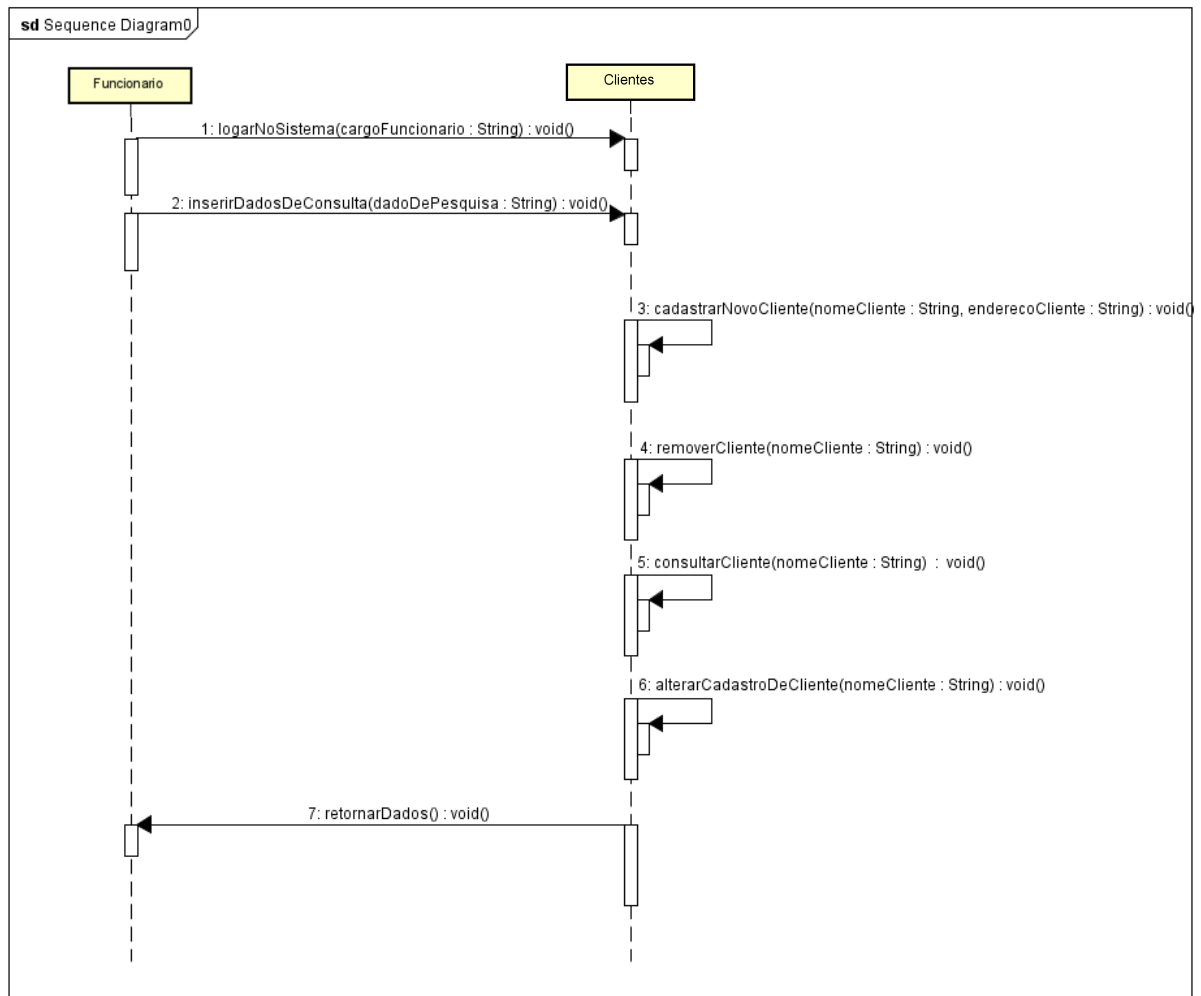 sd Sequence Diagram0
Funcionario
Clientes
1: logarNoSistema(cargoFuncionario : String) : void()
2: inserirDadosDeConsulta(dadoDePesquisa : String) : void()
3: cadastrarNovoCliente(nomeCliente : String, enderecoCliente : String) : void()
4: removerCliente(nomeCliente : String) : void()
5: consultarCliente(nomeCliente : String) : void()
6: alterarCadastroDeCliente(nomeCliente : String) : void()
7: retornarDados() : void()